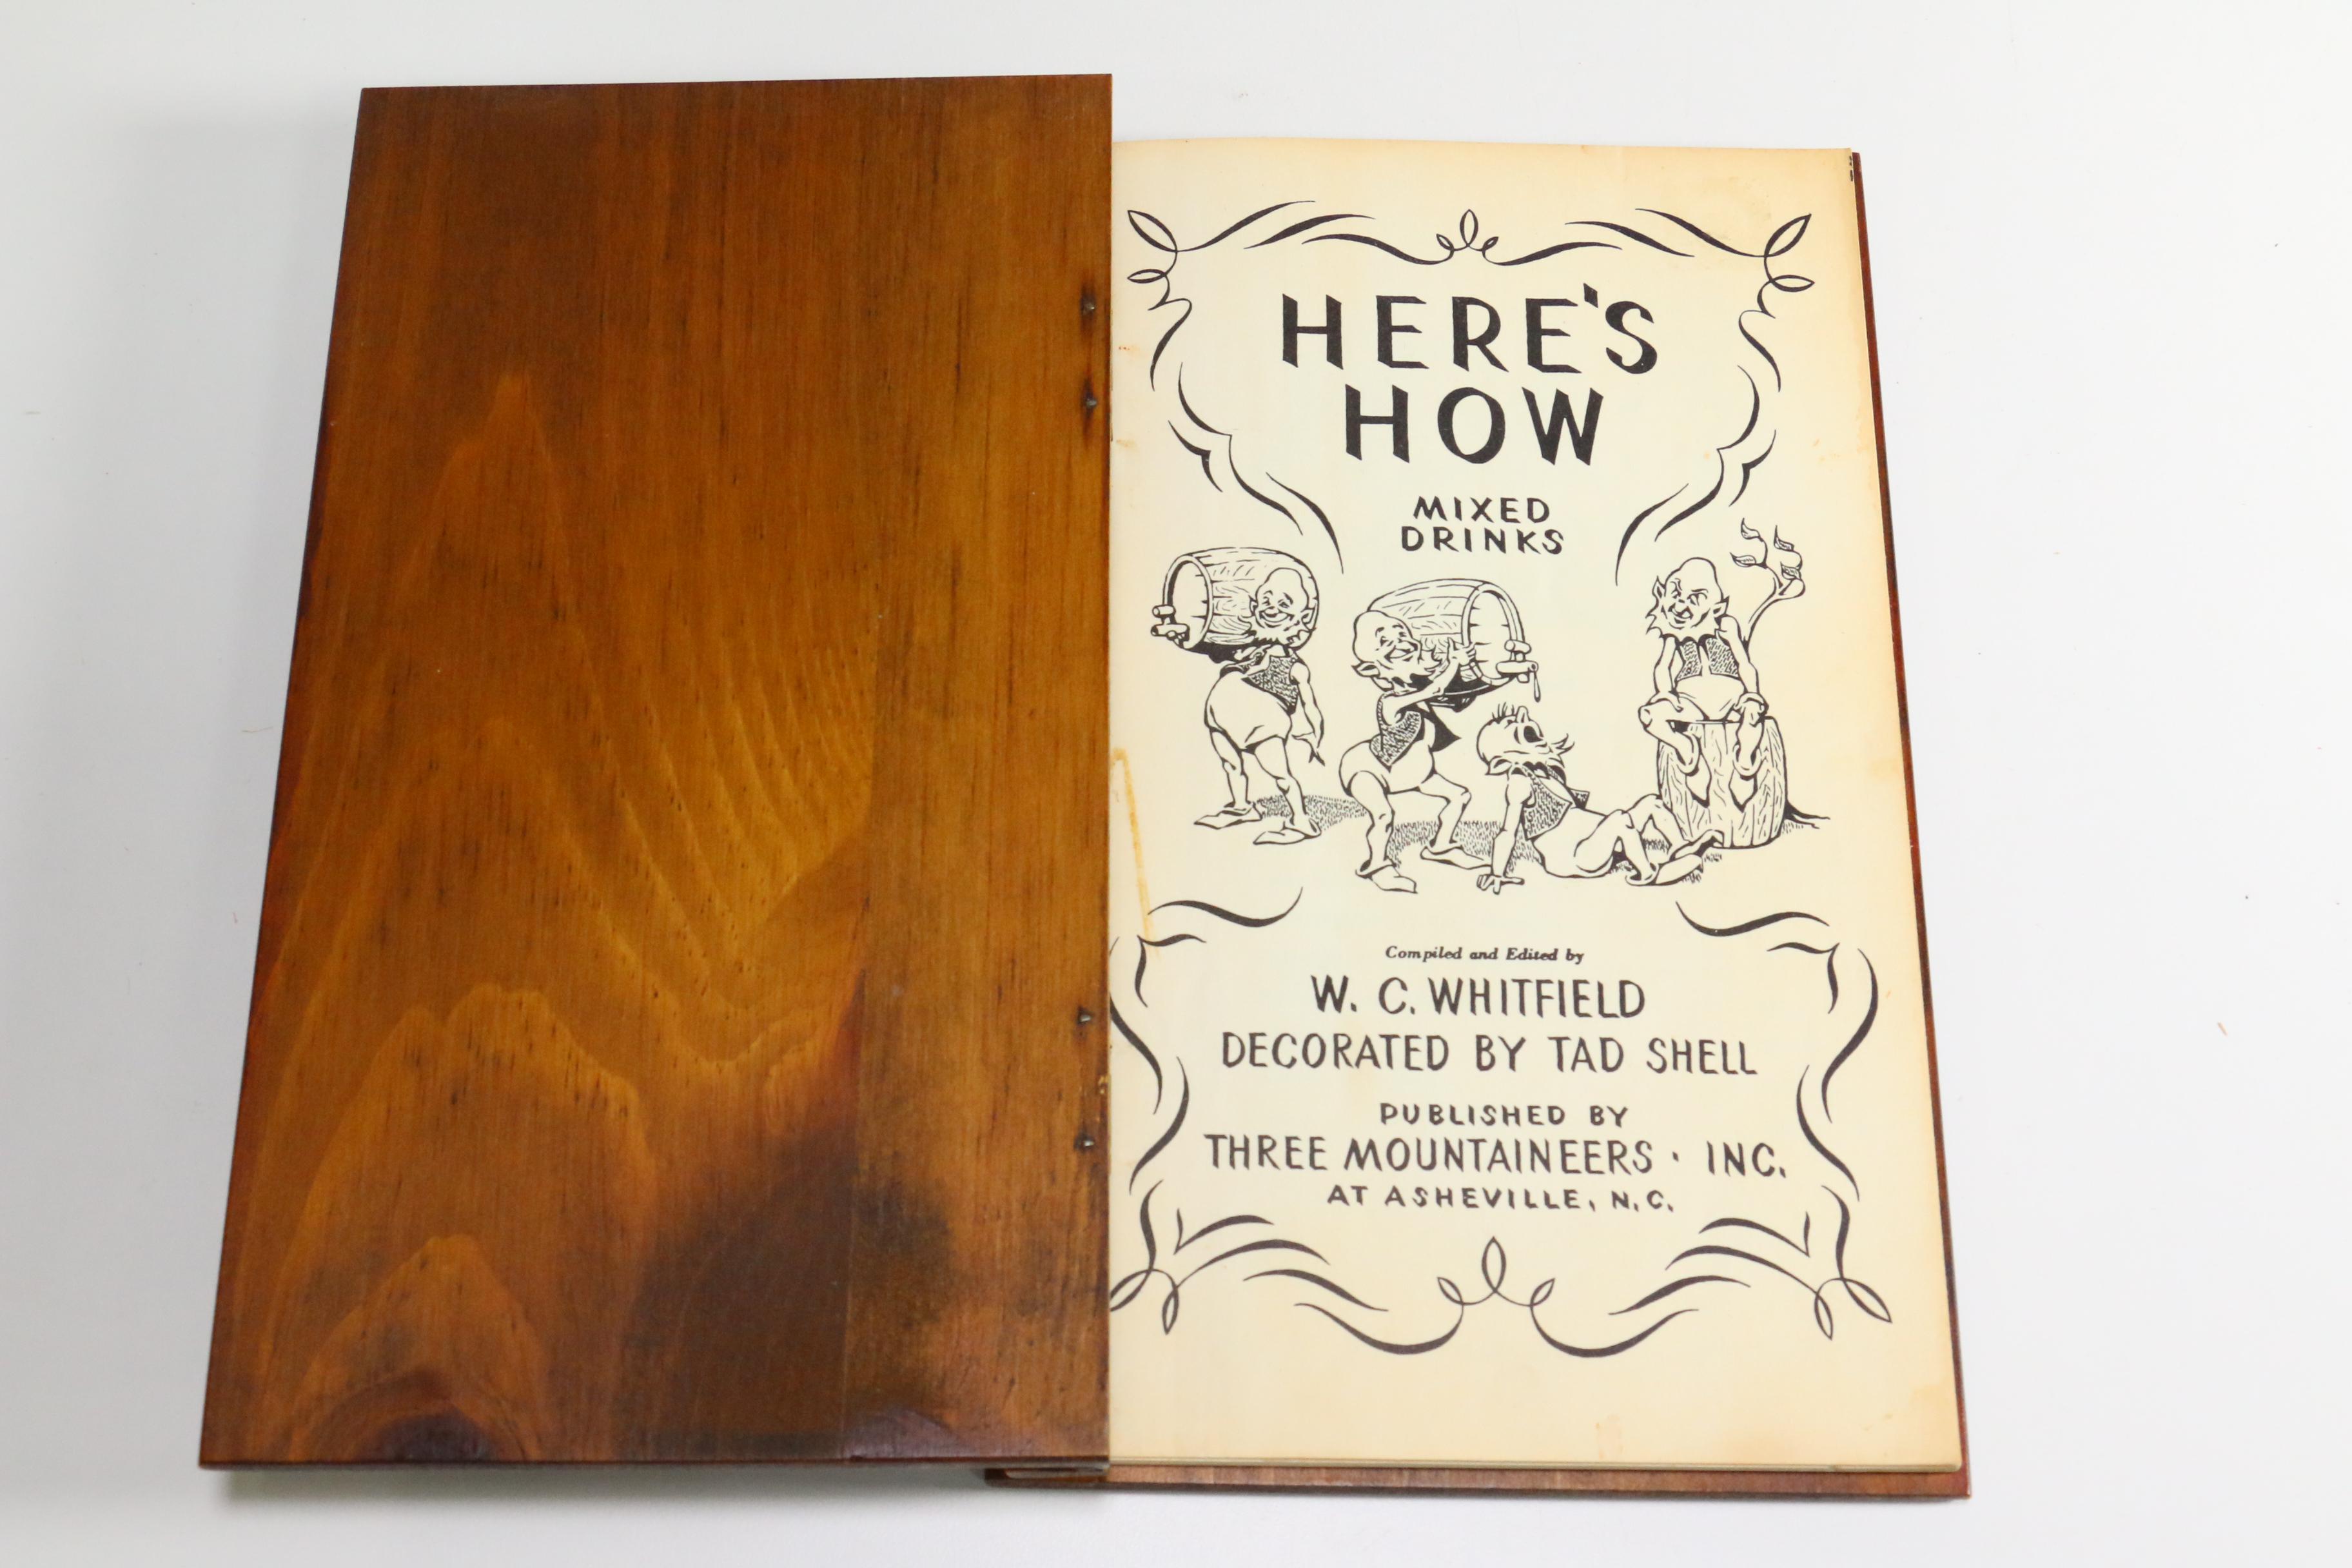 HERE'S
HOW
MIXED
DRINKS
Compiled and Edited by
W. C. WHITFIELD
DECORATED BY TAD SHELL
PUBLISHED BY
THREE MOUNTAINEERS · INC.
AT ASHEVILLE, N.C.